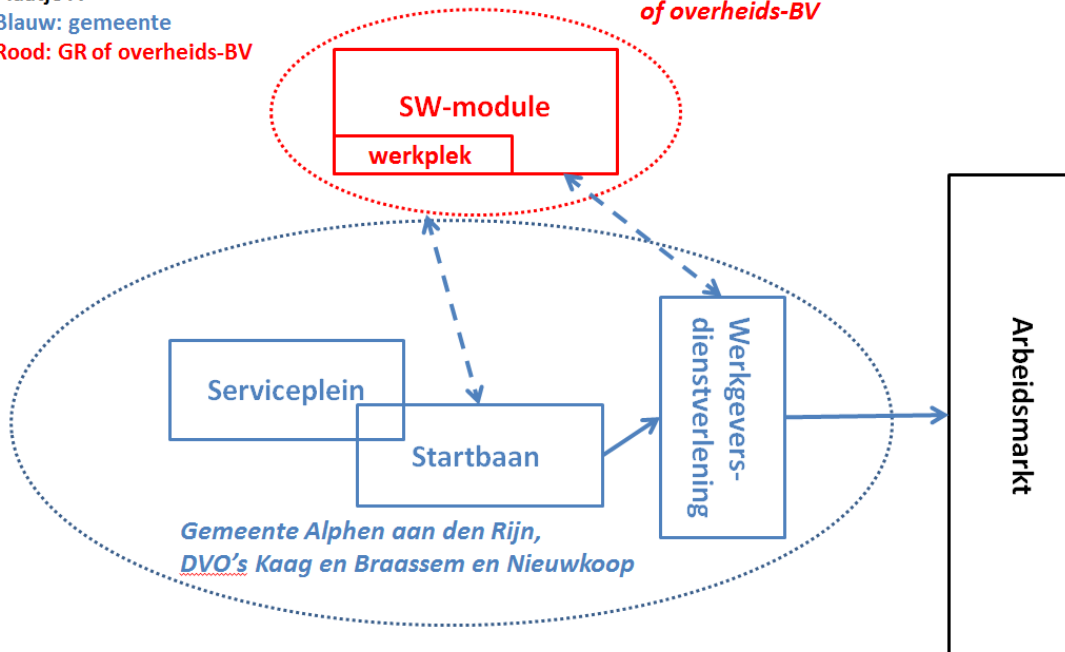 Blauw: gemeente
Rood: GR of overheids-BV
of overheids-BV
SW-module
werkplek
Serviceplein
Startbaan
Werkgevers-
dienstverlening
Arbeidsmarkt
Gemeente Alphen aan den Rijn,
DVO's Kaag en Braassem en Nieuwkoop